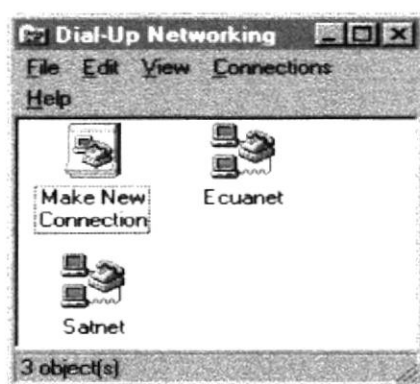 Dial-Up Networking
File Edit View Connections
Help
Make New
Connection
Ecuanet
Satnet
3 object(s)